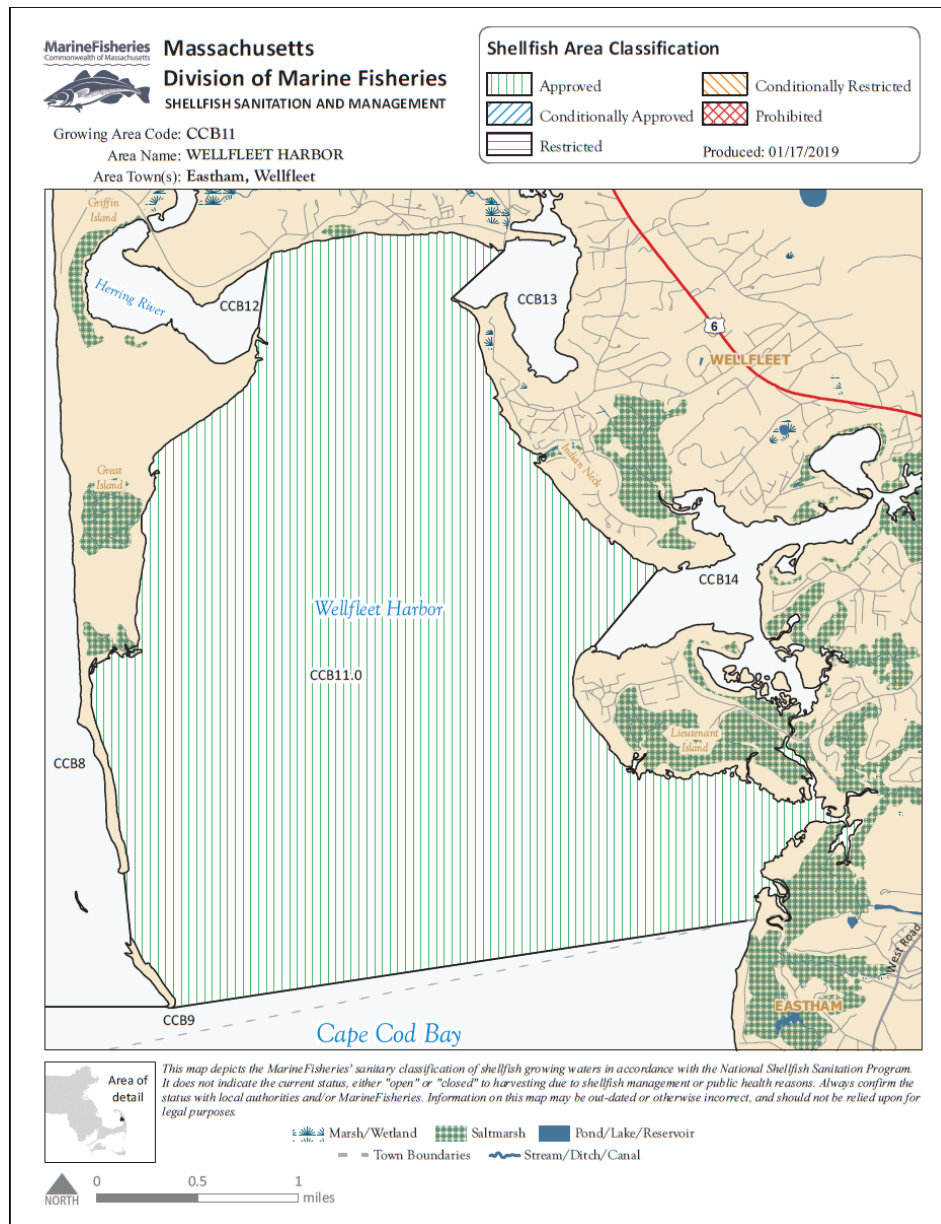 MarineFisheries
Commonwealth of Massachusetts
Massachusetts
Division of Marine Fisheries
SHELLFISH SANITATION AND MANAGEMENT
Growing Area Code: CCB11
Area Name: WELLFLEET HARBOR
Area Town(s): Eastham, Wellfleet
Shellfish Area Classification
Approved
Conditionally Approved
Restricted
Conditionally Restricted
Prohibited
Produced: 01/17/2019
Griffin
Island
Herring River
CCB12
CCB13
6
WELLFLEET
Great
Island
Indian Neck
CCB14
Wellfleet Harbor
CCB11.0
Lieutenant
Island
CCB8
West Road
EASTHAM
CCB9
Cape Cod Bay
Area of
detail
This map depicts the MarineFisheries' sanitary classification of shellfish growing waters in accordance with the National Shellfish Sanitation Program.
It does not indicate the current status, either "open" or "closed" to harvesting due to shellfish management or public health reasons. Always confirm the
status with local authorities and/or MarineFisheries. Information on this map may be out-dated or otherwise incorrect, and should not be relied upon for
legal purposes.
Marsh/Wetland
Saltmarsh
Pond/Lake/Reservoir
Town Boundaries
Stream/Ditch/Canal
NORTH
0 0.5 1
miles